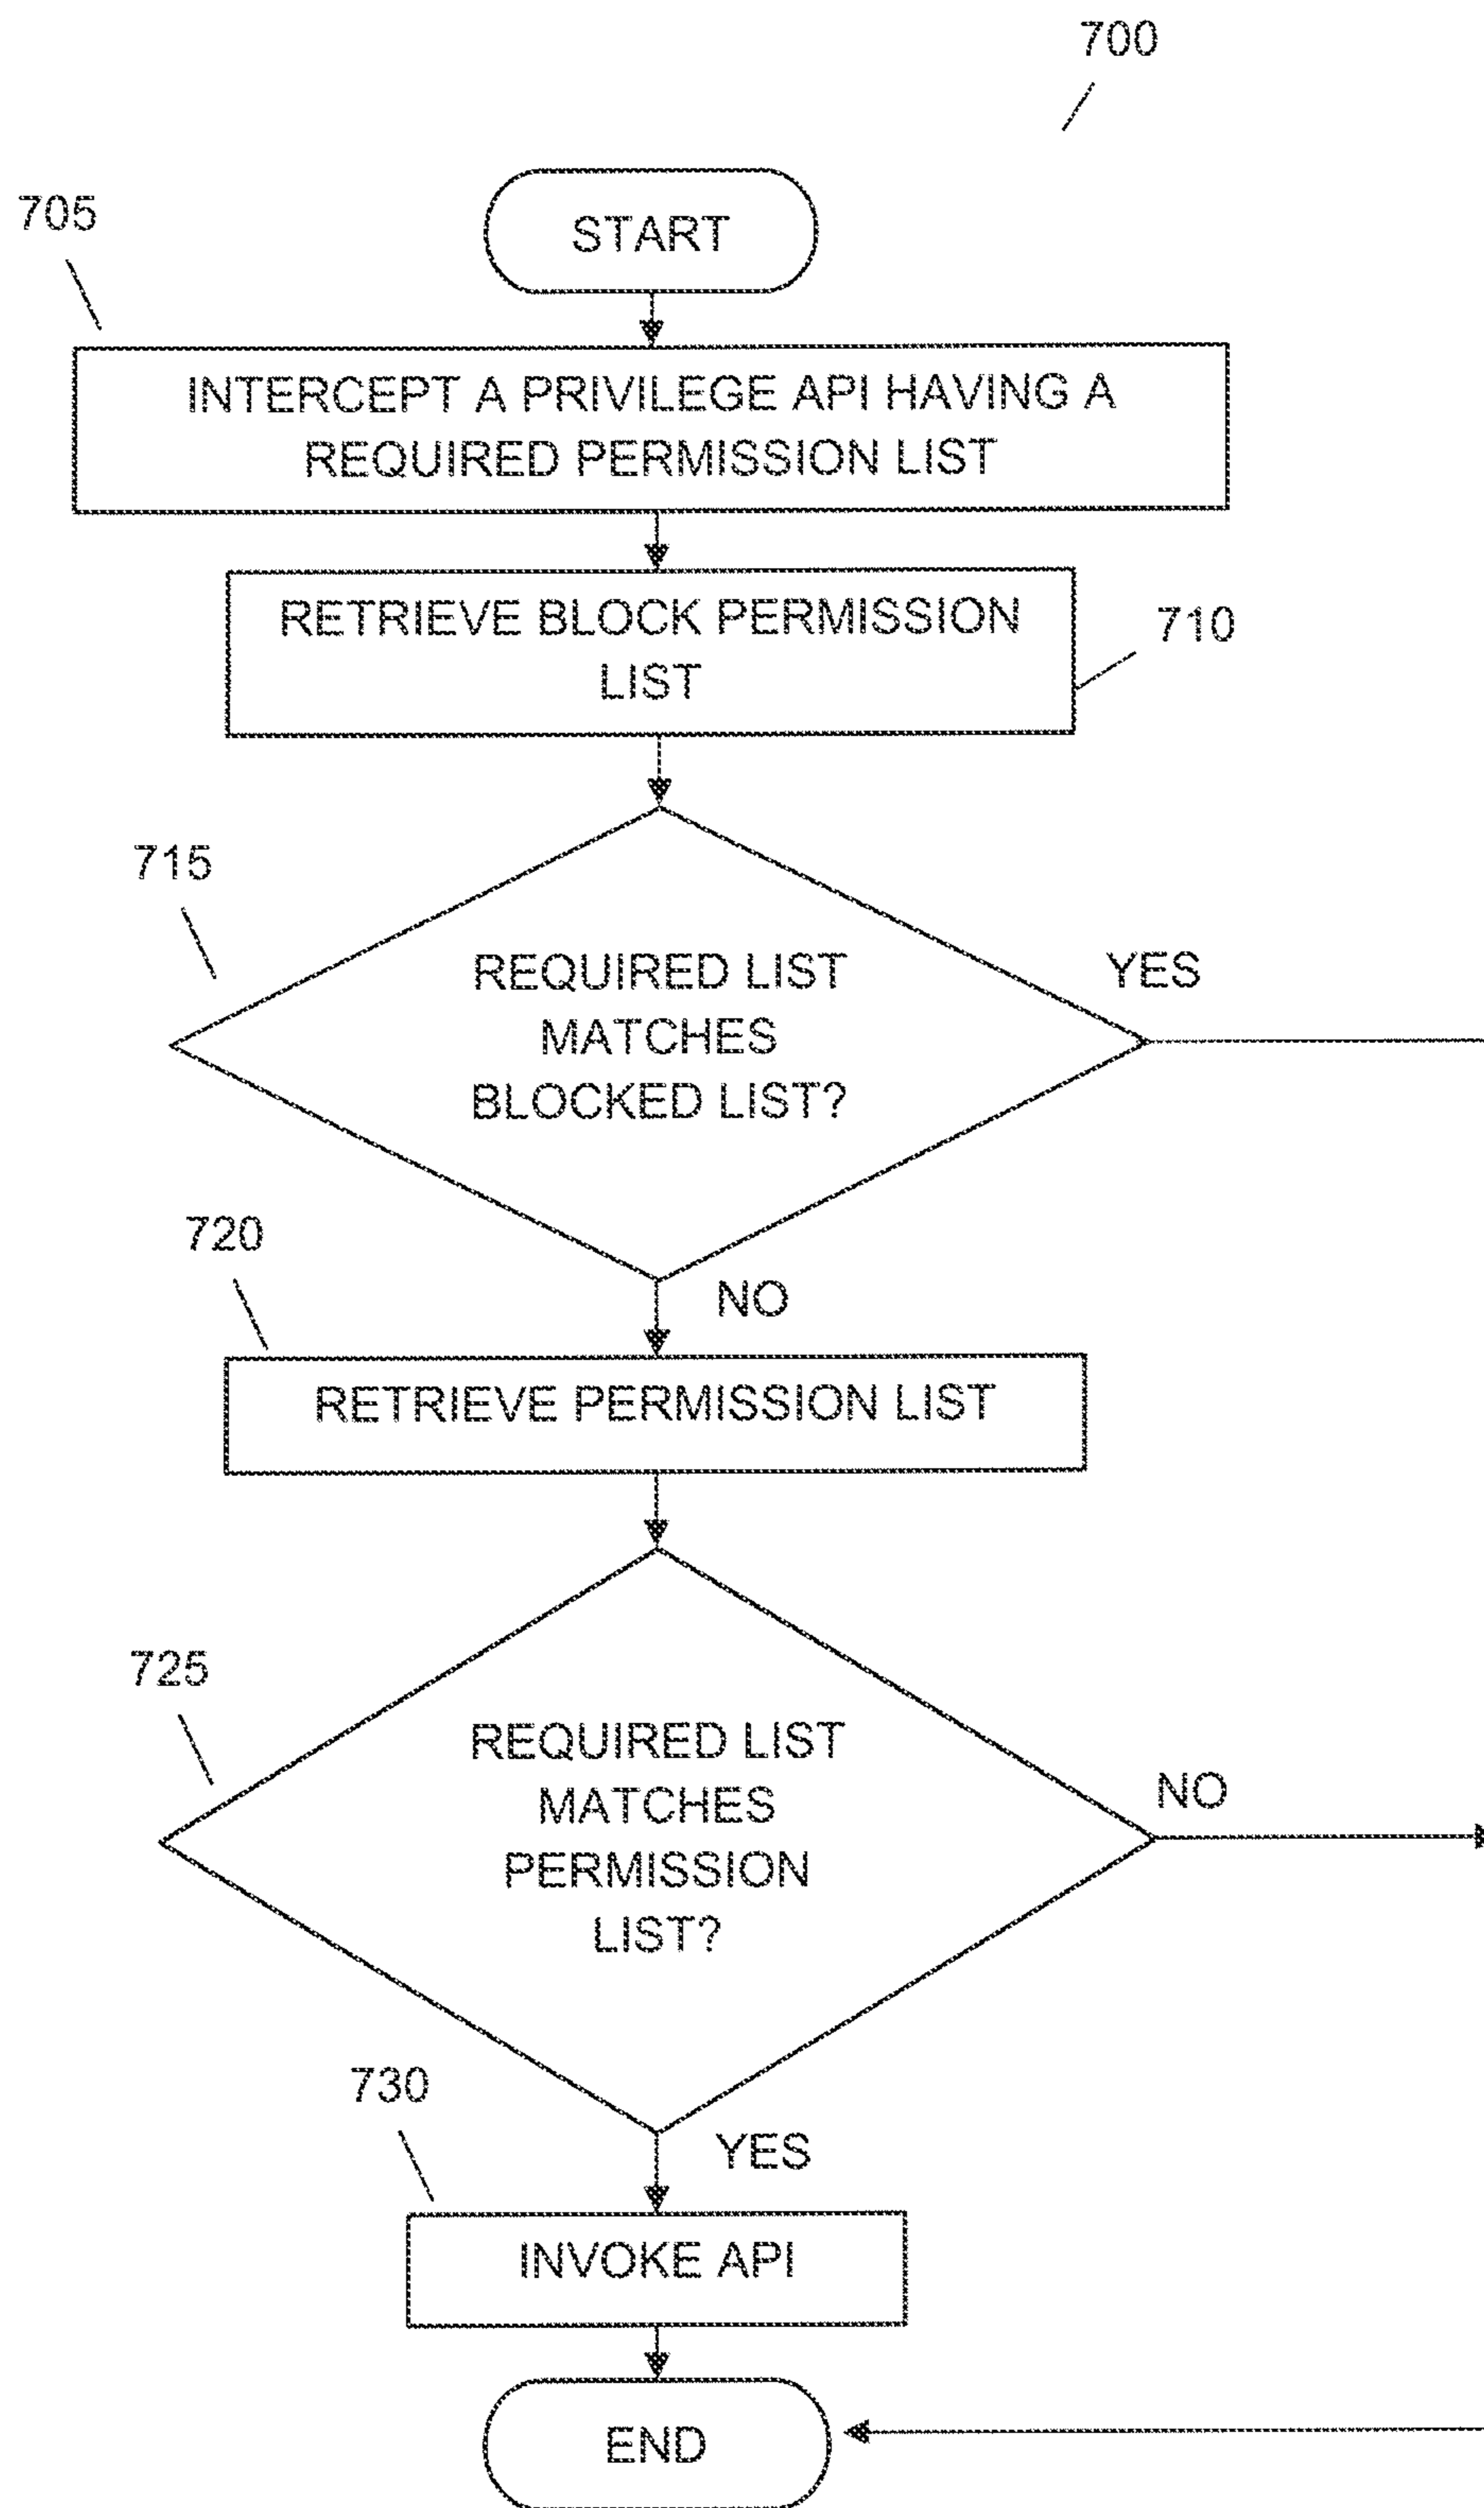 700
START
705
INTERCEPT A PRIVILEGE API HAVING A
REQUIRED PERMISSION LIST
RETRIEVE BLOCK PERMISSION
LIST
710
715
REQUIRED LIST
MATCHES
BLOCKED LIST?
YES
NO
720
RETRIEVE PERMISSION LIST
725
REQUIRED LIST
MATCHES
PERMISSION
LIST?
NO
YES
730
INVOKE API
END